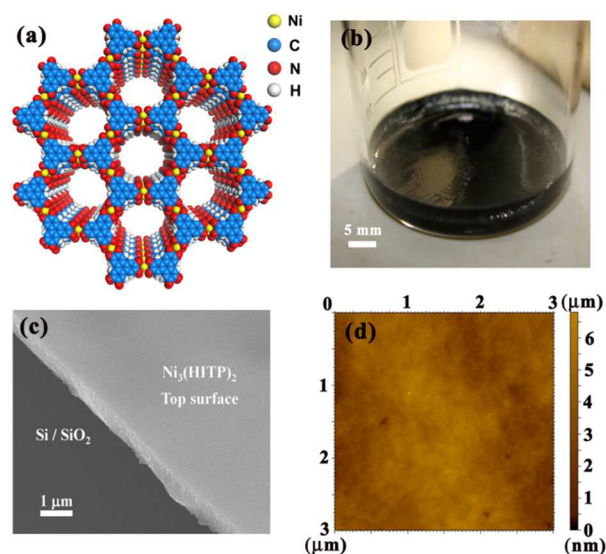 (a)
Ni
C
N
H
(b)
5 mm
(c)
Ni₃(HITP)₂
Top surface
Si / SiO₂
1 μm
0 1 2 3 (μm)
(d)
1
2
3
(μm)
6
5
4
3
2
1
0
(nm)